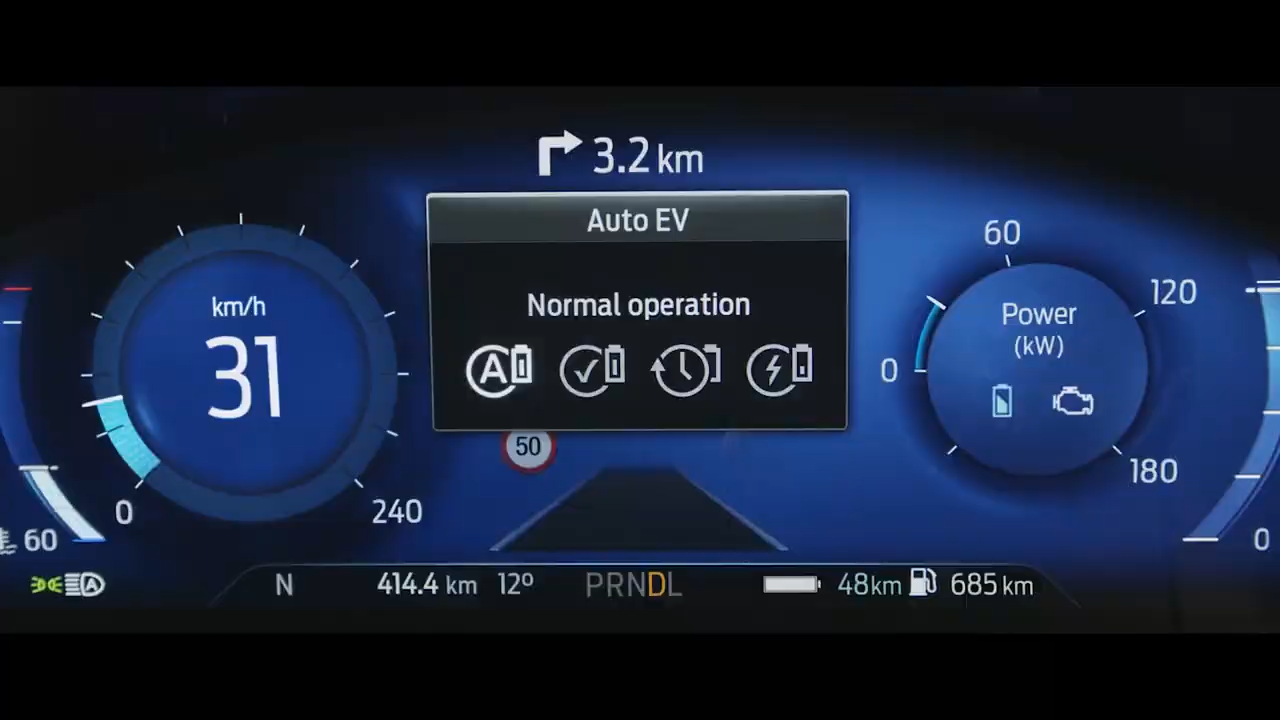 3.2 km
Auto EV
Normal operation
A
km/h
31
0
240
50
60
120
180
0
Power
(kW)
60
0
A
N
414.4 km
12º
PRNDL
48km
685 km